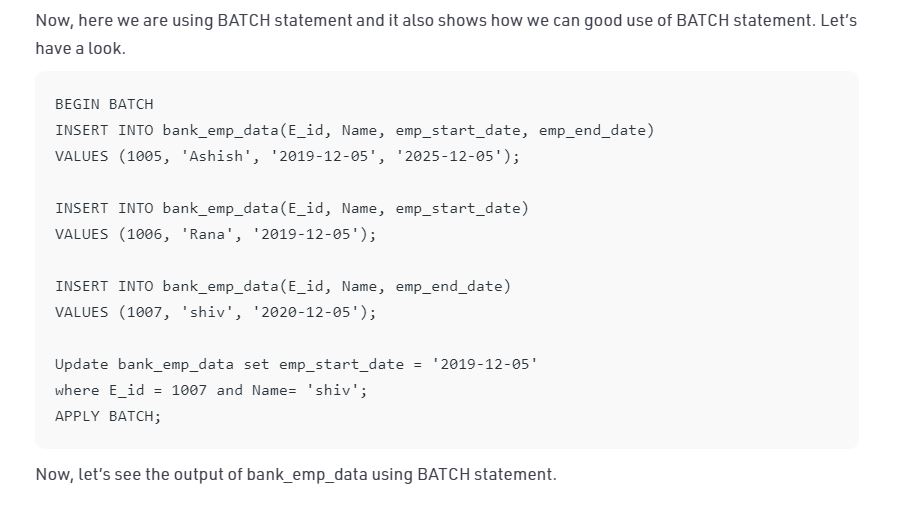 Now, here we are using BATCH statement and it also shows how we can good use of BATCH statement. Let’s
have a look.
BEGIN BATCH
INSERT INTO bank_emp_data(E_id, Name, emp_start_date, emp_end_date)
VALUES (1005, 'Ashish', '2019-12-05', '2025-12-05');
INSERT INTO bank_emp_data(E_id, Name, emp_start_date)
VALUES (1006, 'Rana', '2019-12-05');
INSERT INTO bank_emp_data(E_id, Name, emp_end_date)
VALUES (1007, 'shiv', '2020-12-05');
Update bank_emp_data set emp_start_date = '2019-12-05'
where E_id = 1007 and Name= 'shiv';
APPLY BATCH;
Now, let’s see the output of bank_emp_data using BATCH statement.